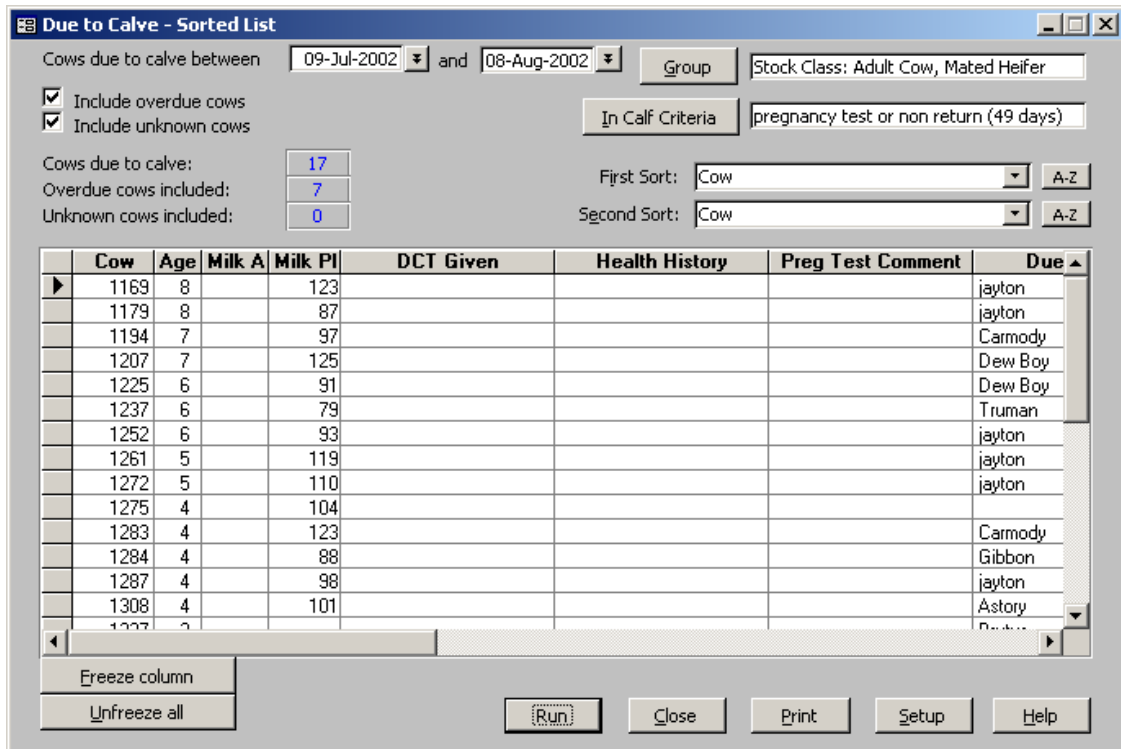 Due to Calve - Sorted List
Cows due to calve between 09-Jul-2002 and 08-Aug-2002 Group Stock Class: Adult Cow, Mated Heifer
Include overdue cows
Include unknown cows In Calf Criteria pregnancy test or non return (49 days)
Cows due to calve: 17 First Sort: Cow A-Z
Overdue cows included: 7
Unknown cows included: 0 Second Sort: Cow A-Z
Cow Age Milk A Milk PI DCT Given Health History Preg Test Comment Due
1169 8 123 jayton
1179 8 87 jayton
1194 7 97 Carmody
1207 7 125 Dew Boy
1225 6 91 Dew Boy
1237 6 79 Truman
1252 6 93 jayton
1261 5 119 jayton
1272 5 110 jayton
1275 4 104
1283 4 123 Carmody
1284 4 88 Gibbon
1287 4 98 jayton
1308 4 101 Astory
Freeze column
Unfreeze all Run Close Print Setup Help